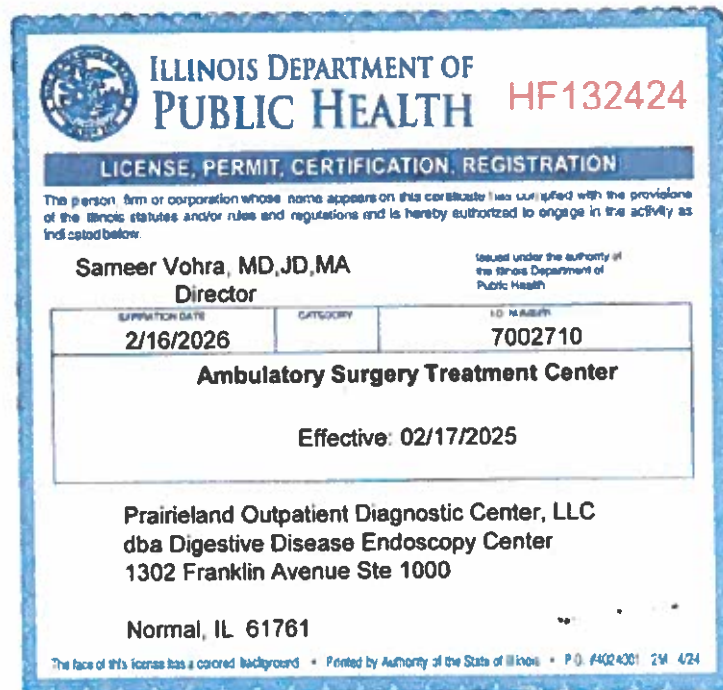 ILLINOIS DEPARTMENT OF
PUBLIC HEALTH
HF132424
LICENSE, PERMIT, CERTIFICATION, REGISTRATION
The person, firm or corporation whose name appears on this certificate has complied with the provisions
of the Illinois statutes and/or rules and regulations and is hereby authorized to engage in the activity as
indicated below.
Sameer Vohra, MD,JD,MA
Director
Issued under the authority of
the Illinois Department of
Public Health
EXPIRATION DATE
CATEGORY
I.D. NUMBER
2/16/2026
7002710
Ambulatory Surgery Treatment Center
Effective: 02/17/2025
Prairieland Outpatient Diagnostic Center, LLC
dba Digestive Disease Endoscopy Center
1302 Franklin Avenue Ste 1000
Normal, IL 61761
The face of this license has a colored background • Printed by Authority of the State of Illinois • P.O. #4024001 2M 4/24